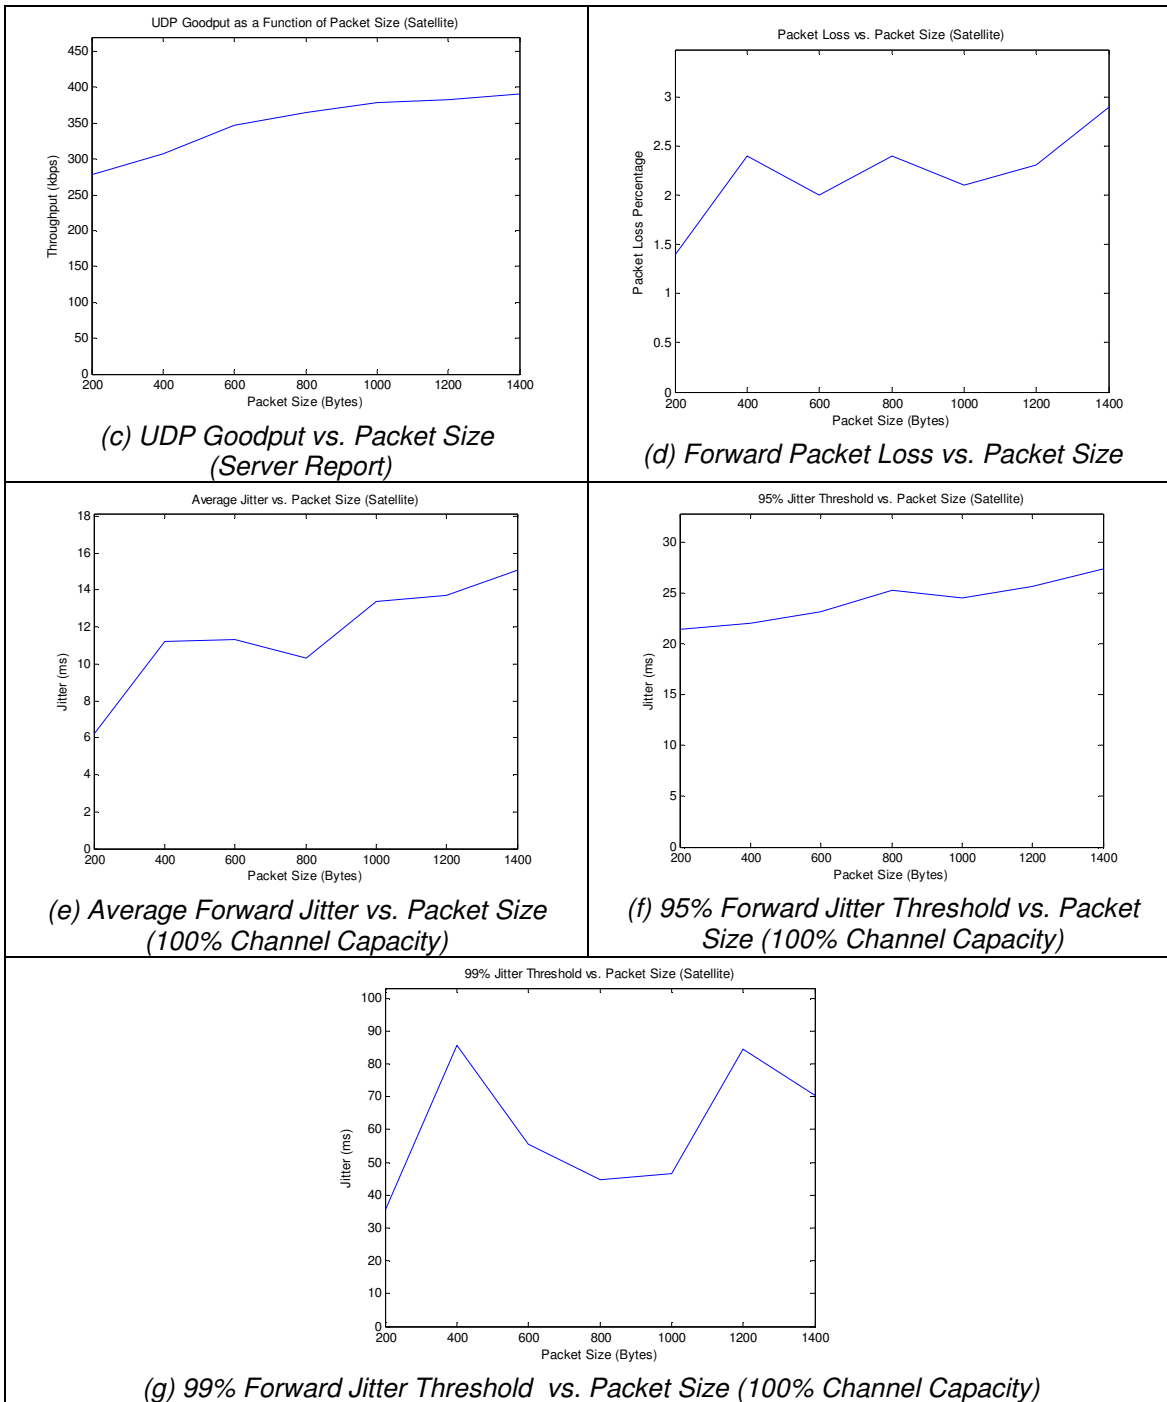 UDP Goodput as a Function of Packet Size (Satellite)
450
400
350
300
250
200
150
100
50
0
Throughput (kbps)
200 400 600 800 1000 1200 1400
Packet Size (Bytes)
(c) UDP Goodput vs. Packet Size
(Server Report)
Packet Loss vs. Packet Size (Satellite)
3
2.5
2
1.5
1
0.5
0
Packet Loss Percentage
200 400 600 800 1000 1200 1400
Packet Size (Bytes)
(d) Forward Packet Loss vs. Packet Size
Average Jitter vs. Packet Size (Satellite)
18
16
14
12
10
8
6
4
2
0
Jitter (ms)
200 400 600 800 1000 1200 1400
Packet Size (Bytes)
(e) Average Forward Jitter vs. Packet Size
(100% Channel Capacity)
95% Jitter Threshold vs. Packet Size (Satellite)
30
25
20
15
10
5
0
Jitter (ms)
200 400 600 800 1000 1200 1400
Packet Size (Bytes)
(f) 95% Forward Jitter Threshold vs. Packet
Size (100% Channel Capacity)
99% Jitter Threshold vs. Packet Size (Satellite)
100
90
80
70
60
50
40
30
20
10
0
Jitter (ms)
200 400 600 800 1000 1200 1400
Packet Size (Bytes)
(g) 99% Forward Jitter Threshold vs. Packet Size (100% Channel Capacity)